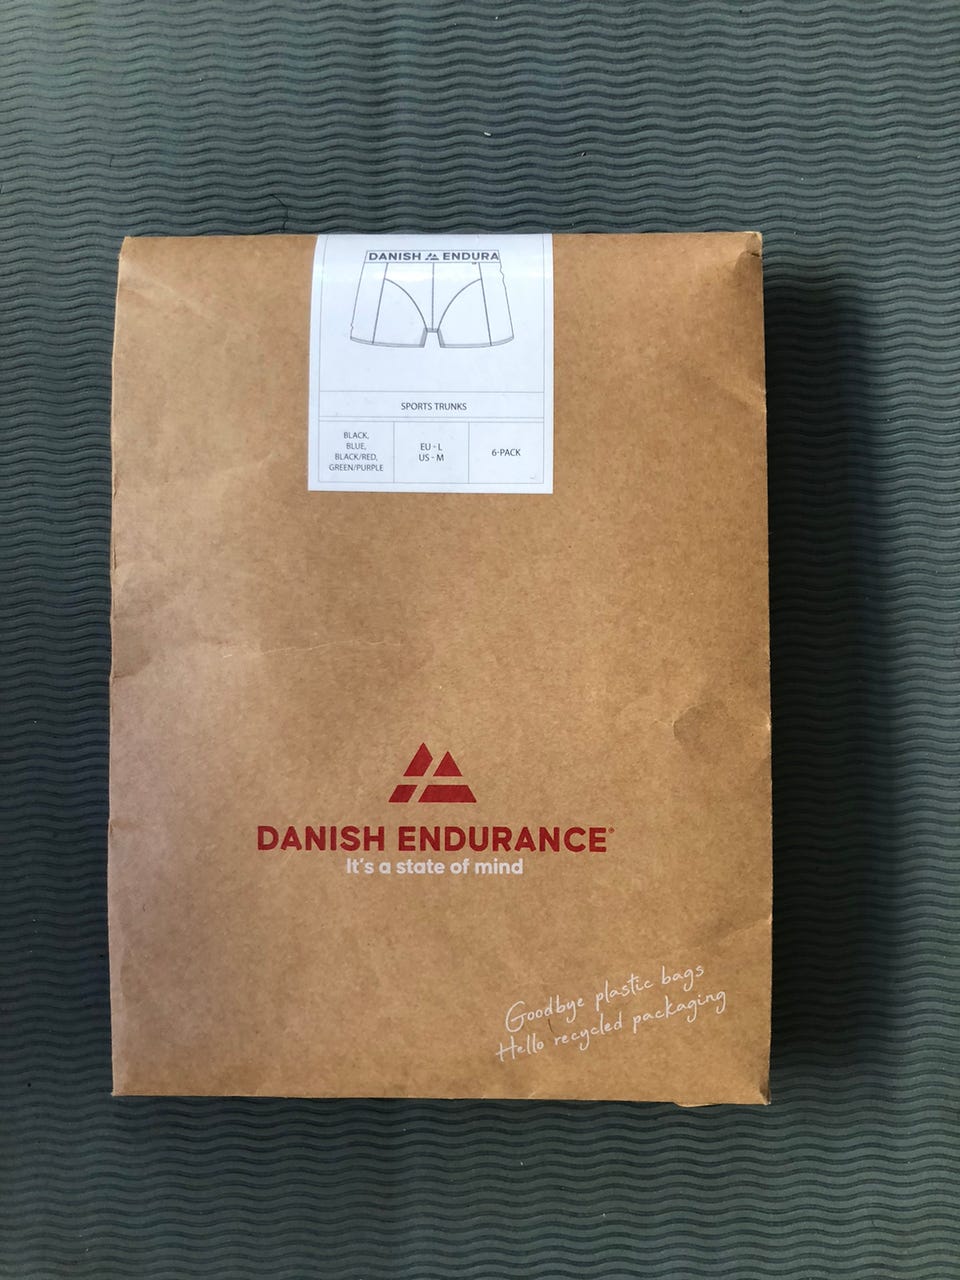 DANISH ENDURA
SPORTS TRUNKS
BLACK,
BLUE,
BLACK/RED,
GREEN/PURPLE
EU - L
US - M
6-PACK
DANISH ENDURANCE®
It's a state of mind
Goodbye plastic bags
Hello recycled packaging